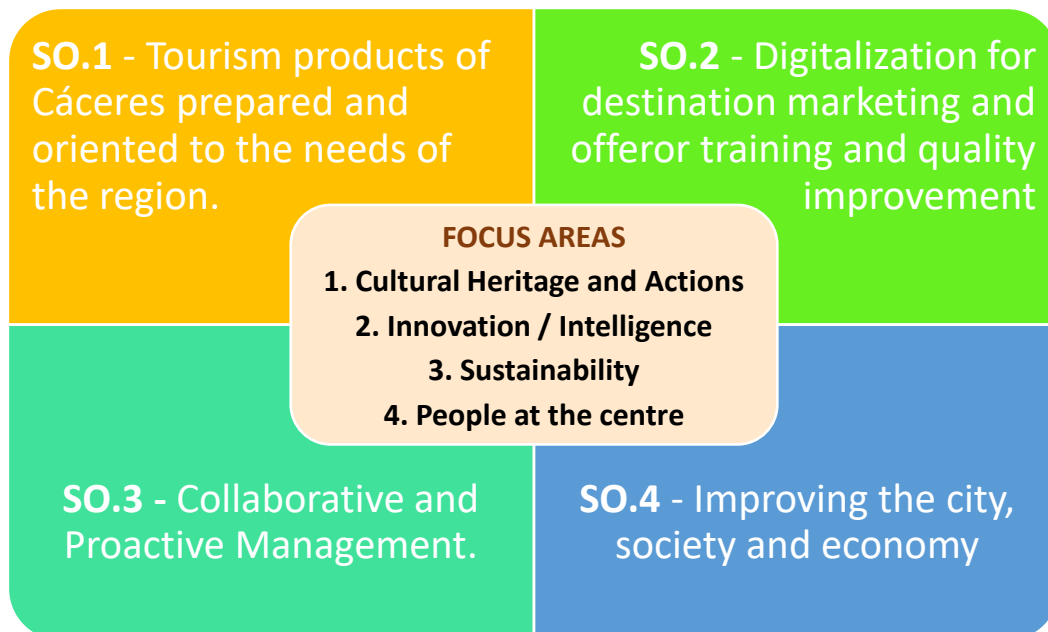 SO.1 - Tourism products of
Cáceres prepared and
oriented to the needs of
the region.
SO.2 - Digitalization for
destination marketing and
offeror training and quality
improvement
FOCUS AREAS
1. Cultural Heritage and Actions
2. Innovation / Intelligence
3. Sustainability
4. People at the centre
SO.3 - Collaborative and
Proactive Management.
SO.4 - Improving the city,
society and economy